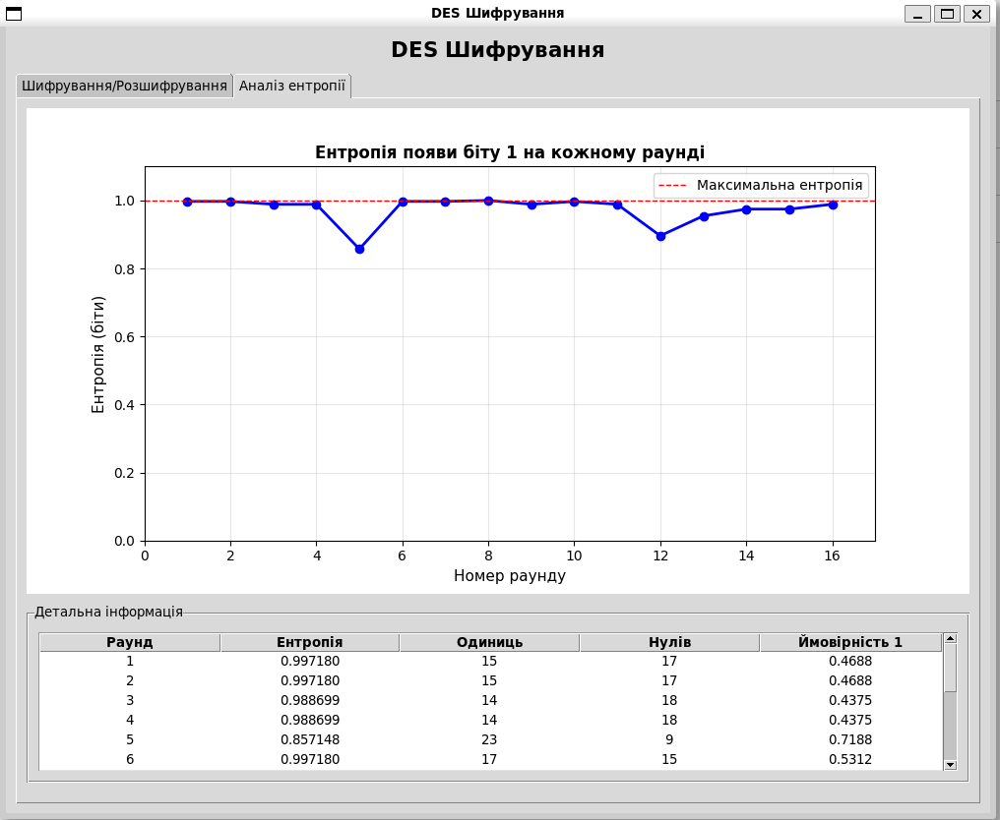 DES Шифрування
DES Шифрування
Шифрування/Розшифрування Аналіз ентропії
Ентропія появи біту 1 на кожному раунді
Максимальна ентропія
1.0
0.8
0.6
0.4
0.2
0.0
Ентропія (біти)
0 2 4 6 8 10 12 14 16
Номер раунду
Детальна інформація
Раунд Ентропія Одиниць Нулів Ймовірність 1
1 0.997180 15 17 0.4688
2 0.997180 15 17 0.4688
3 0.988699 14 18 0.4375
4 0.988699 14 18 0.4375
5 0.857148 23 9 0.7188
6 0.997180 17 15 0.5312